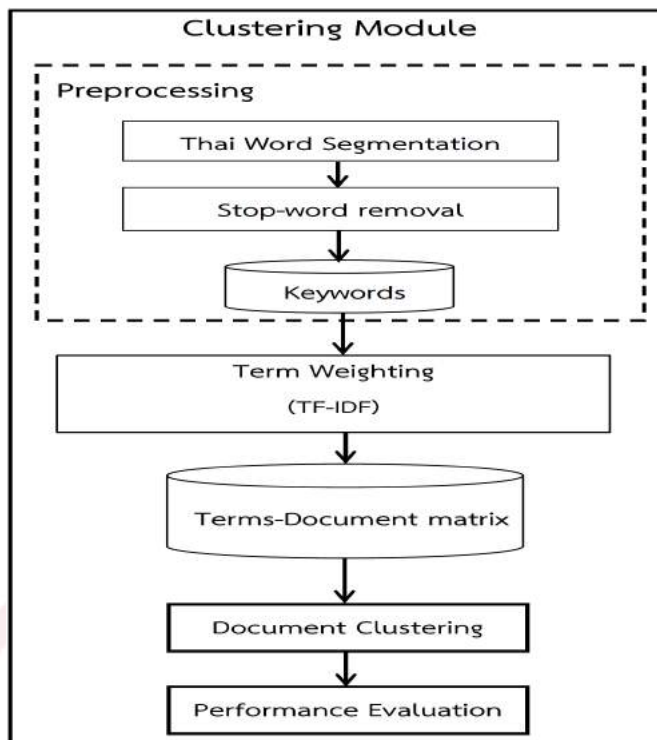 Clustering Module
Preprocessing
Thai Word Segmentation
Stop-word removal
Keywords
Term Weighting
(TF-IDF)
Terms-Document matrix
Document Clustering
Performance Evaluation